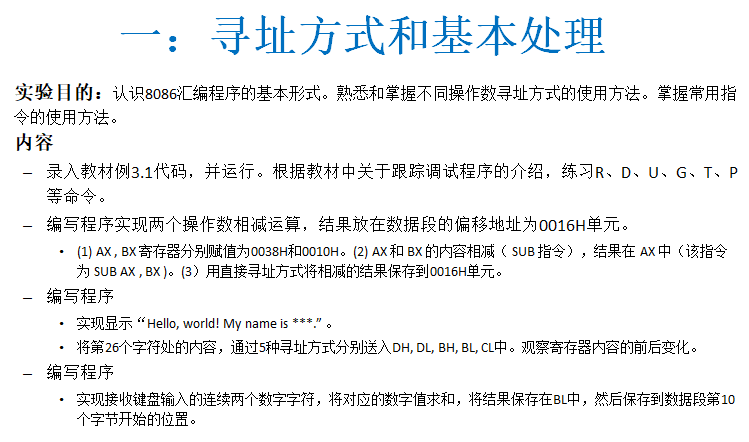 一：寻址方式和基本处理
实验目的：认识8086汇编程序的基本形式。熟悉和掌握不同操作数寻址方式的使用方法。掌握常用指
令的使用方法。
内容
– 录入教材例3.1代码，并运行。根据教材中关于跟踪调试程序的介绍，练习R、D、U、G、T、P
等命令。
– 编写程序实现两个操作数相减运算，结果放在数据段的偏移地址为0016H单元。
• (1) AX , BX 寄存器分别赋值为0038H和0010H。(2) AX 和 BX 的内容相减（ SUB 指令），结果在 AX 中（该指令
为 SUB AX , BX )。(3）用直接寻址方式将相减的结果保存到0016H单元。
– 编写程序
• 实现显示“Hello, world! My name is ***.” 。
• 将第26个字符处的内容，通过5种寻址方式分别送入DH, DL, BH, BL, CL中。观察寄存器内容的前后变化。
– 编写程序
• 实现接收键盘输入的连续两个数字字符，将对应的数字值求和，将结果保存在BL中，然后保存到数据段第10
个字节开始的位置。